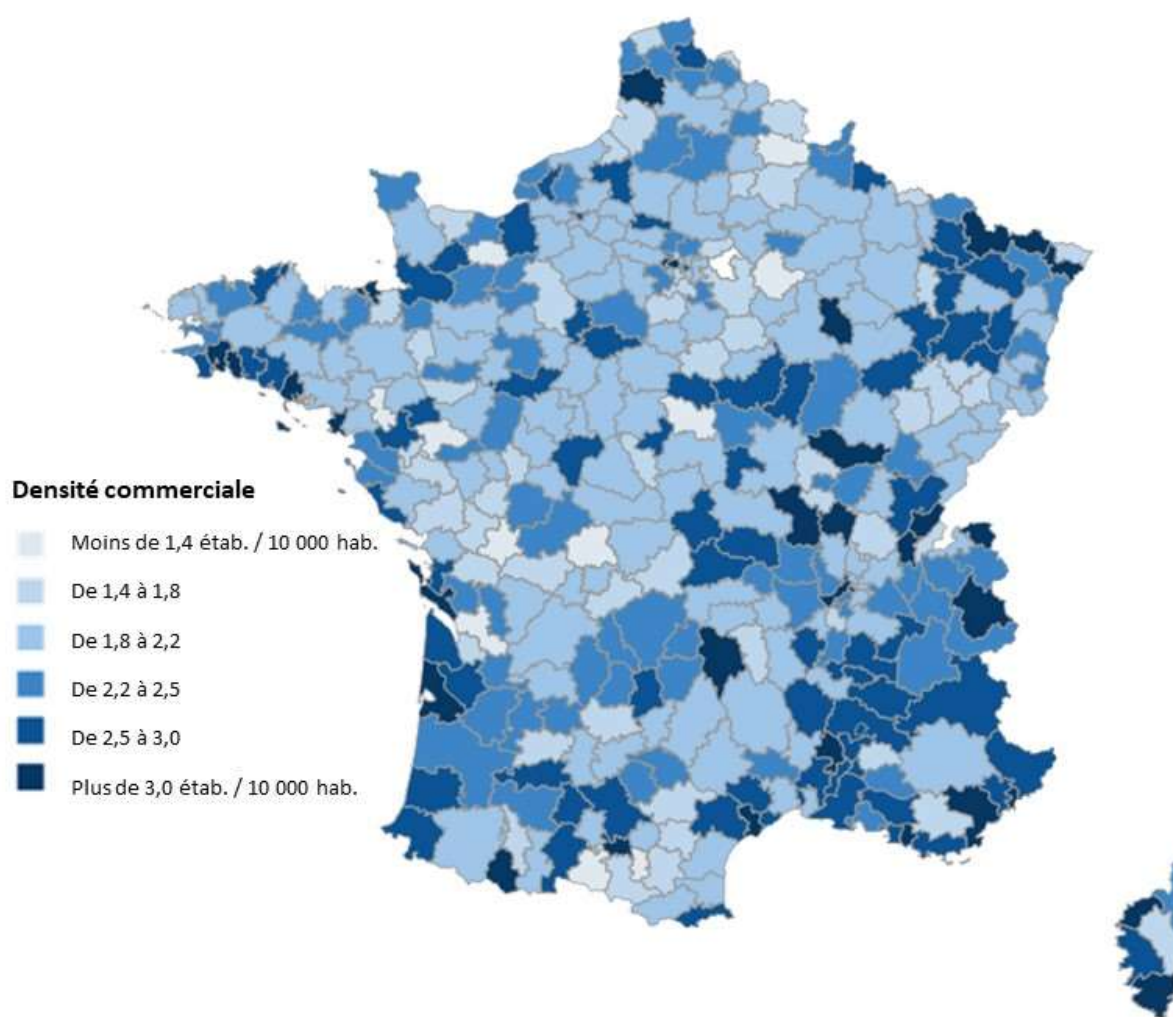 Densité commerciale
Moins de 1,4 étab. / 10 000 hab.
De 1,4 à 1,8
De 1,8 à 2,2
De 2,2 à 2,5
De 2,5 à 3,0
Plus de 3,0 étab. / 10 000 hab.